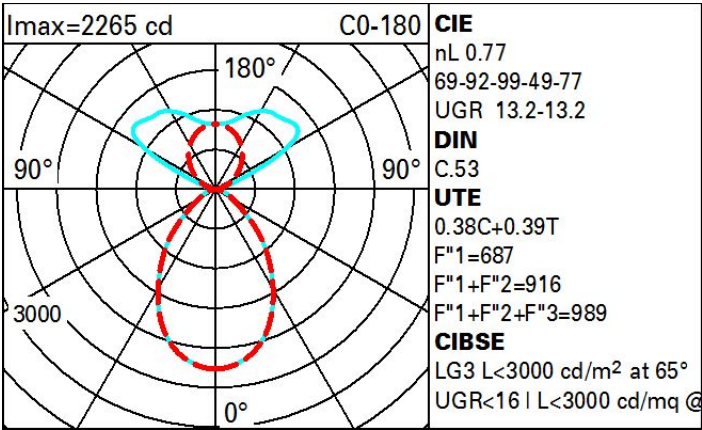 Imax=2265 cd C0-180
180°
90° 90°
3000
0°
CIE
nL 0.77
69-92-99-49-77
UGR 13.2-13.2
DIN
C.53
UTE
0.38C+0.39T
F"1=687
F"1+F"2=916
F"1+F"2+F"3=989
CIBSE
LG3 L<3000 cd/m² at 65°
UGR<16 | L<3000 cd/mq @